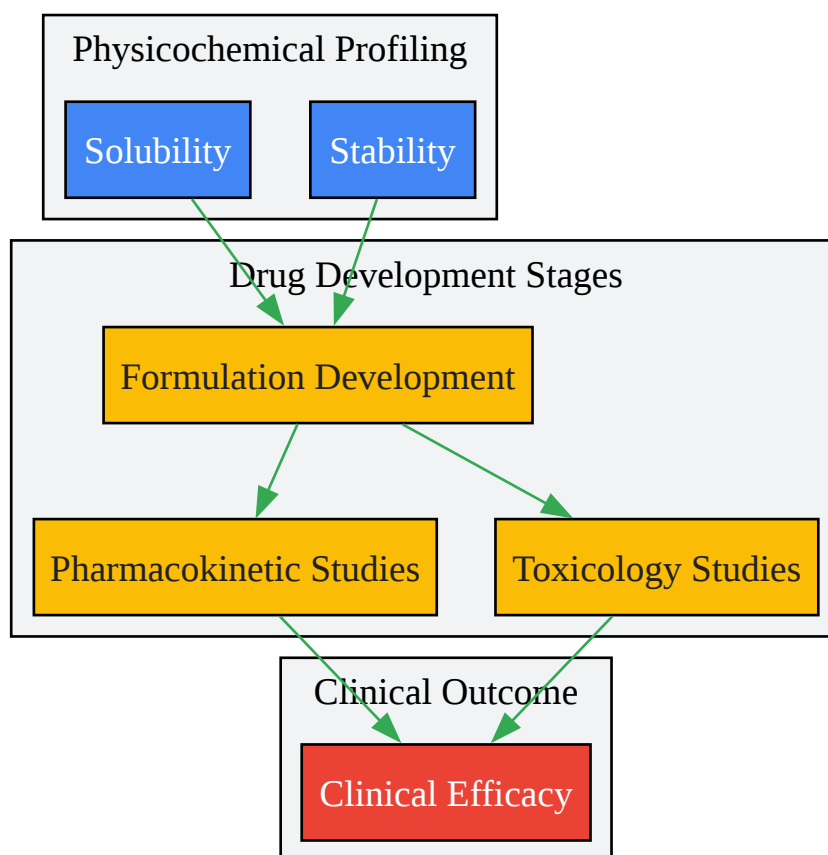 Physicochemical Profiling
Solubility
Stability
Drug Development Stages
Formulation Development
Pharmacokinetic Studies
Toxicology Studies
Clinical Outcome
Clinical Efficacy